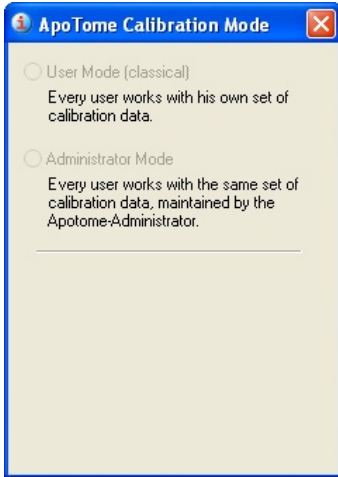 ApoTome Calibration Mode
User Mode (classical)
Every user works with his own set of
calibration data.
Administrator Mode
Every user works with the same set of
calibration data, maintained by the
Apotome-Administrator.